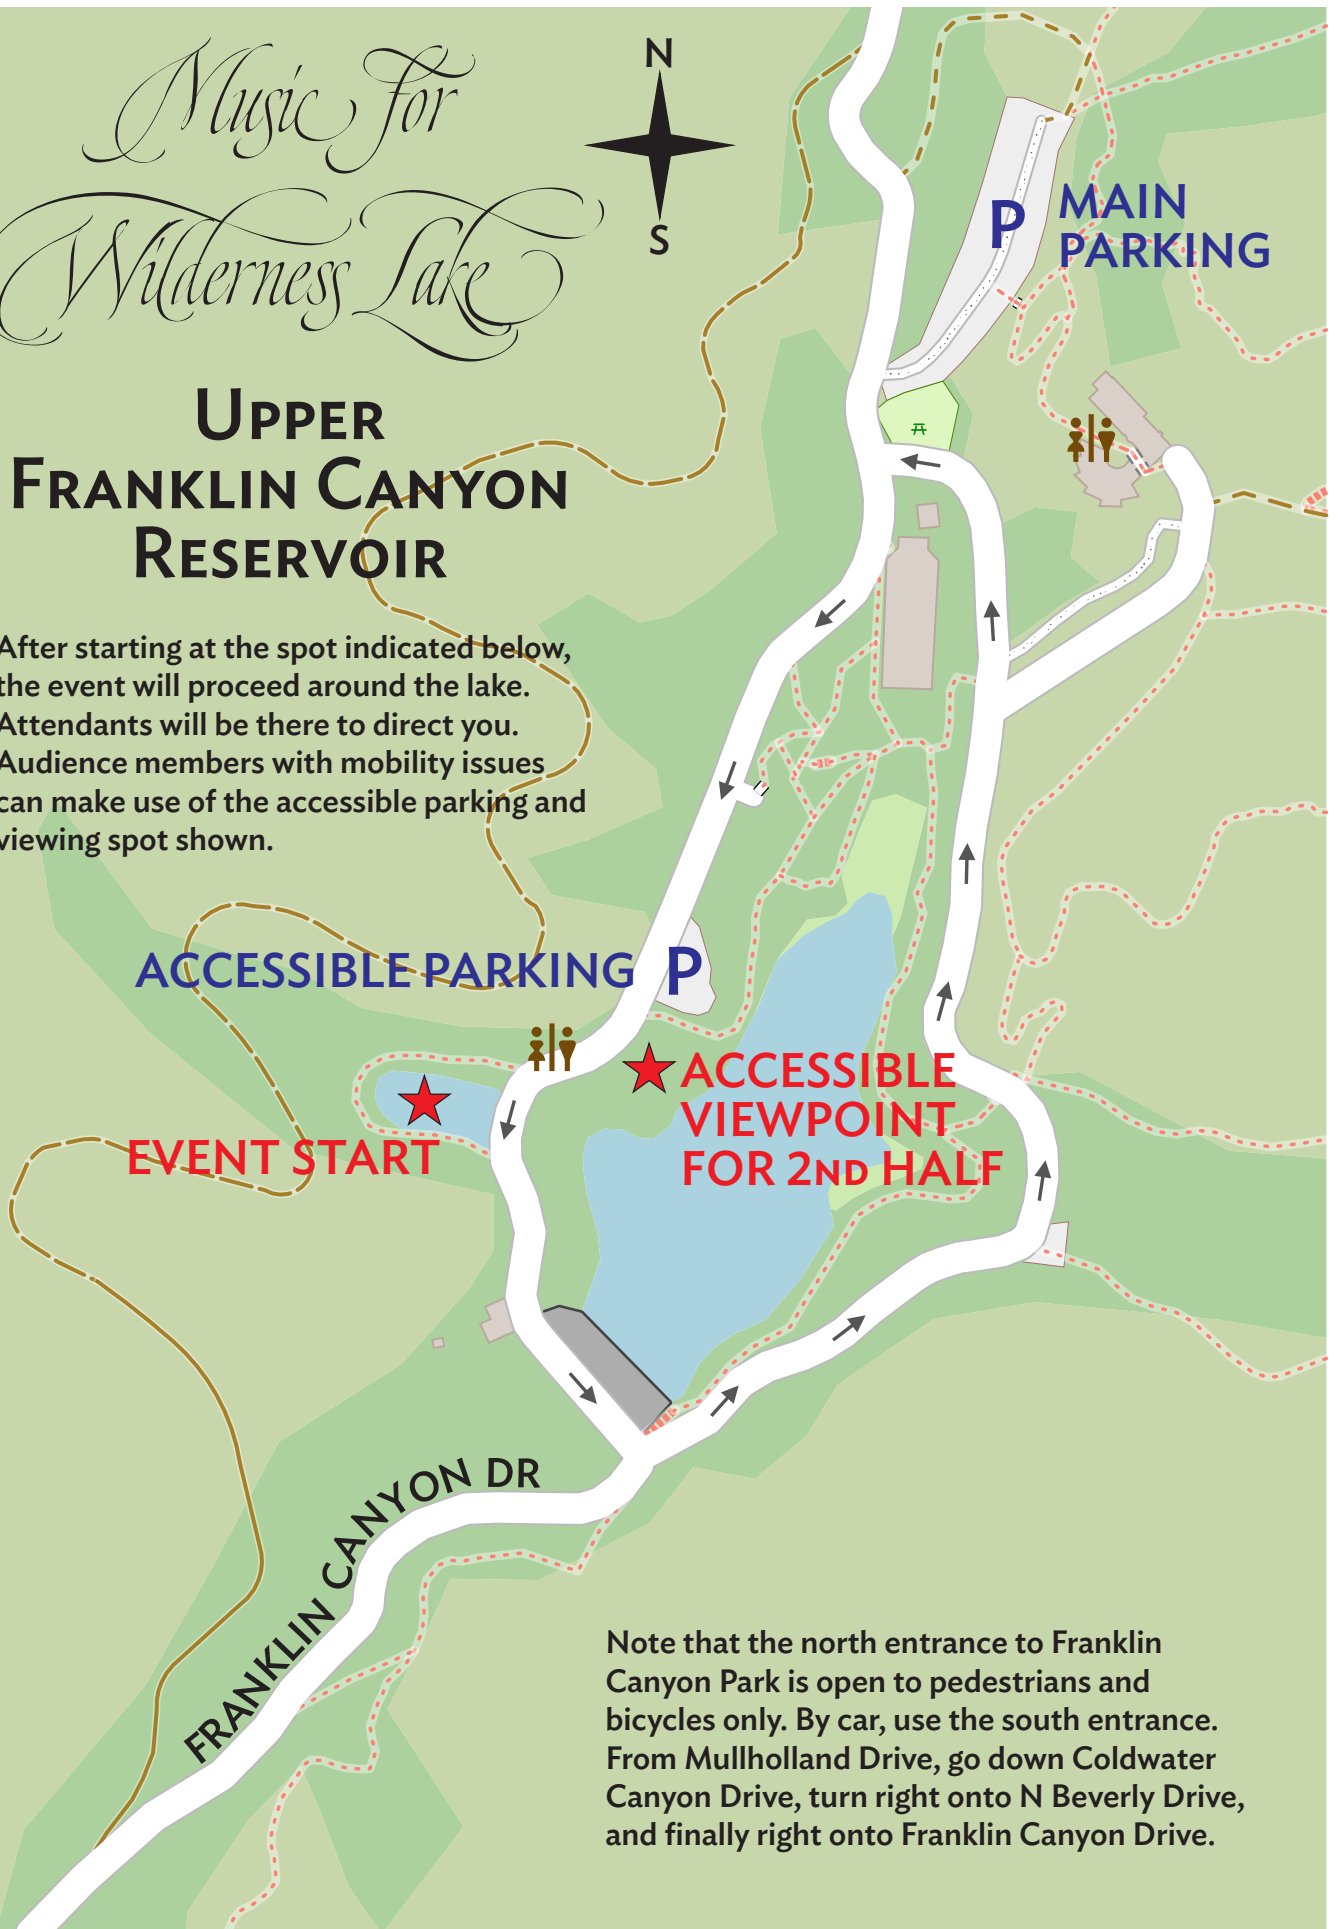 Music for
Wilderness Lake
N
S
UPPER
FRANKLIN CANYON
RESERVOIR
After starting at the spot indicated below,
the event will proceed around the lake.
Attendants will be there to direct you.
Audience members with mobility issues
can make use of the accessible parking and
viewing spot shown.
P
MAIN
PARKING
ACCESSIBLE PARKING P
EVENT START
ACCESSIBLE
VIEWPOINT
FOR 2ND HALF
FRANKLIN CANYON DR
Note that the north entrance to Franklin
Canyon Park is open to pedestrians and
bicycles only. By car, use the south entrance.
From Mullholland Drive, go down Coldwater
Canyon Drive, turn right onto N Beverly Drive,
and finally right onto Franklin Canyon Drive.